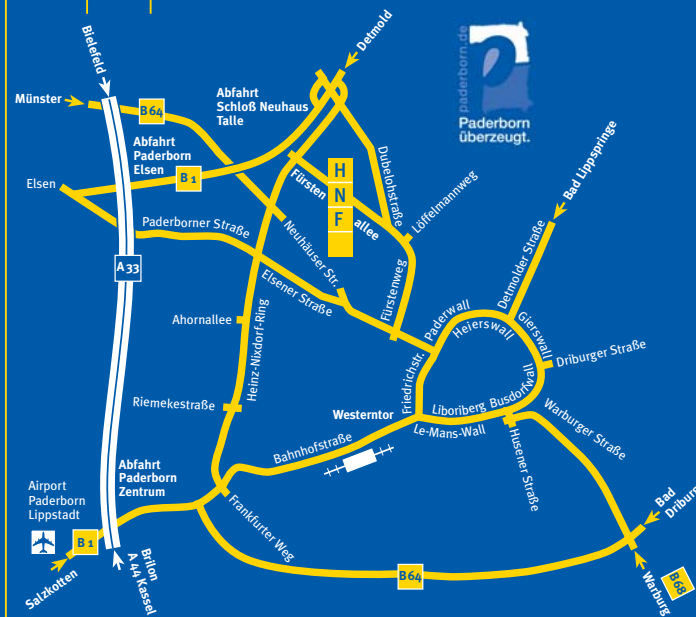 Bielefeld
Detmold
paderborn.de
Paderborn
überzeugt.
Münster
B64
Abfahrt
Schloß Neuhaus
Talle
Abfahrt
Paderborn
Elsen
B1
Elsen
H
N
F
Fürsten
allee
Dubelohstraße
Löffelmannweg
Bad Lippspringe
Paderborner Straße
Neuhäuser Str.
Elsener Straße
Fürstenweg
Detmolder Straße
A33
Ahornallee
Heinz-Nixdorf-Ring
Paderwall
Heierswall
Gierswall
Driburger Straße
Friedrichstr.
Riemekestraße
Westerntor
Liboriberg
Busdorfwall
Le-Mans-Wall
Warburger Straße
Husener Straße
Bahnhofstraße
Abfahrt
Paderborn
Zentrum
Airport
Paderborn
Lippstadt
B1
Frankfurter Weg
Bad
Driburg
Salzkotten
Brilon
A44 Kassel
B64
Warburg
B68